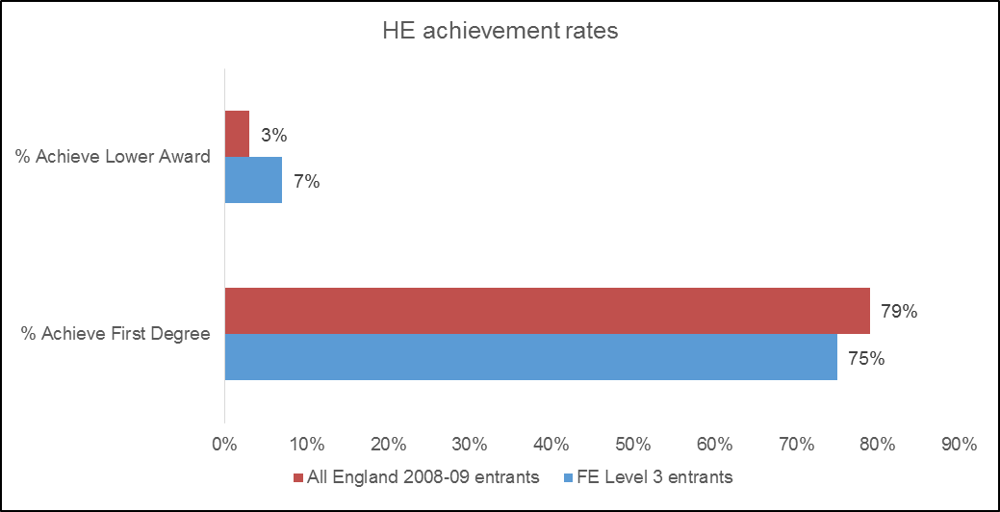 HE achievement rates
% Achieve Lower Award
3%
7%
% Achieve First Degree
79%
75%
0% 10% 20% 30% 40% 50% 60% 70% 80% 90%
All England 2008-09 entrants FE Level 3 entrants